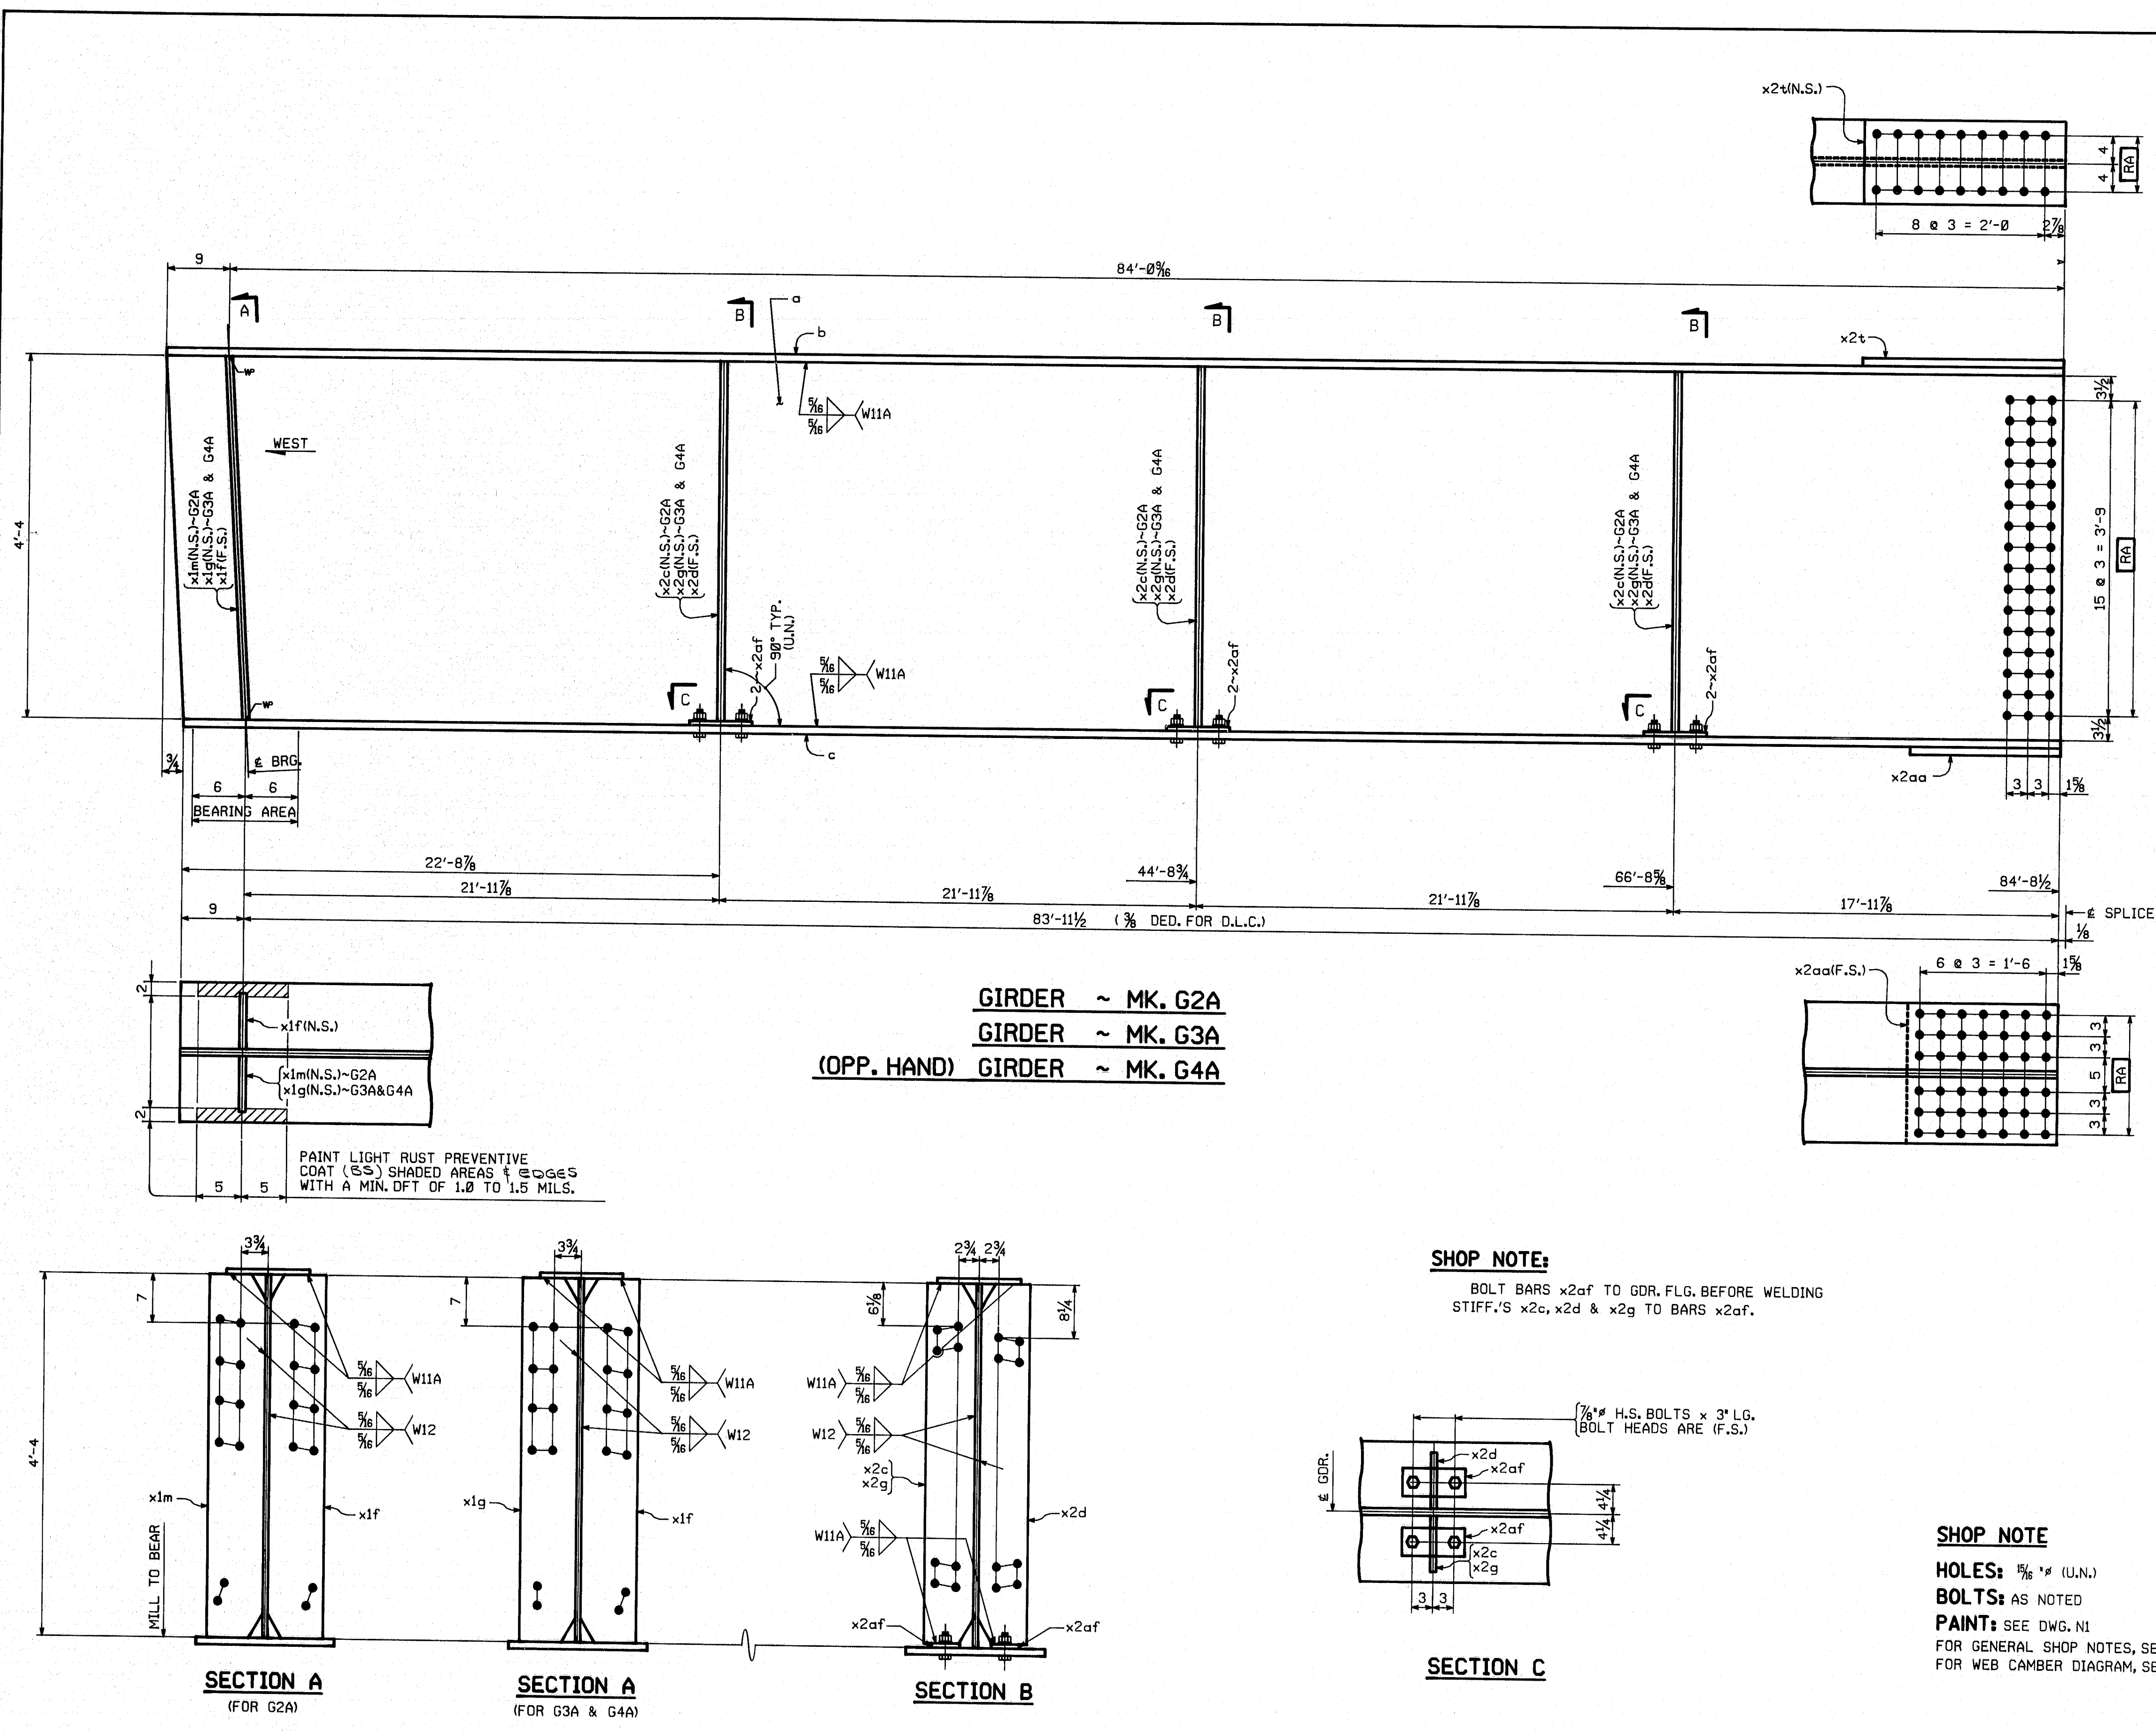 x2t(N.S.)
4
4
RA
8 @ 3 = 2'-0
2⅞
9
84'-0⁹⁄₁₆
A
B
B
B
a
b
x2t
WP
⁵⁄₁₆
⁵⁄₁₆
W11A
3½
WEST
4'-4
x1m(N.S.)~G2A
x1g(N.S.)~G3A & G4A
x1f(F.S.)
x2c(N.S.)~G2A
x2g(N.S.)~G3A & G4A
x2d(F.S.)
x2c(N.S.)~G2A
x2g(N.S.)~G3A & G4A
x2d(F.S.)
x2c(N.S.)~G2A
x2g(N.S.)~G3A & G4A
x2d(F.S.)
15 @ 3 = 3'-9
RA
2~x2af
90° TYP.
(U.N.)
⁵⁄₁₆
⁵⁄₁₆
W11A
2~x2af
2~x2af
C
C
C
WP
3½
¾
℄ BRG.
c
x2aa
6
6
BEARING AREA
3
3
1⅝
22'-8⅞
44'-8¾
66'-8⅝
84'-8½
21'-11⅞
21'-11⅞
21'-11⅞
17'-11⅞
9
83'-11½ (⅜ DED. FOR D.L.C.)
℄ SPLICE
⅛
2
x1f(N.S.)
x1m(N.S.)~G2A
x1g(N.S.)~G3A&G4A
2
5
5
PAINT LIGHT RUST PREVENTIVE
COAT (BS) SHADED AREAS & EDGES
WITH A MIN. DFT OF 1.0 TO 1.5 MILS.
GIRDER ~ MK. G2A
GIRDER ~ MK. G3A
(OPP. HAND) GIRDER ~ MK. G4A
x2aa(F.S.)
6 @ 3 = 1'-6
1⅝
3
3
5
3
3
RA
3¾
7
4'-4
⁵⁄₁₆
⁵⁄₁₆
W11A
⁵⁄₁₆
⁵⁄₁₆
W12
x1m
x1f
MILL TO BEAR
SECTION A
(FOR G2A)
3¾
7
⁵⁄₁₆
⁵⁄₁₆
W11A
⁵⁄₁₆
⁵⁄₁₆
W12
x1g
x1f
SECTION A
(FOR G3A & G4A)
2¾
2¾
6⅛
8¼
W11A
⁵⁄₁₆
⁵⁄₁₆
W12
⁵⁄₁₆
⁵⁄₁₆
x2c
x2g
x2d
W11A
⁵⁄₁₆
⁵⁄₁₆
x2af
x2af
SECTION B
SHOP NOTE:
BOLT BARS x2af TO GDR. FLG. BEFORE WELDING
STIFF.'S x2c, x2d & x2g TO BARS x2af.
⅞"ø H.S. BOLTS x 3" LG.
BOLT HEADS ARE (F.S.)
℄ GDR.
x2d
x2af
4¼
4¼
x2af
x2c
x2g
3
3
SECTION C
SHOP NOTE
HOLES: ¹⁵⁄₁₆"ø (U.N.)
BOLTS: AS NOTED
PAINT: SEE DWG. N1
FOR GENERAL SHOP NOTES, SE
FOR WEB CAMBER DIAGRAM, SE